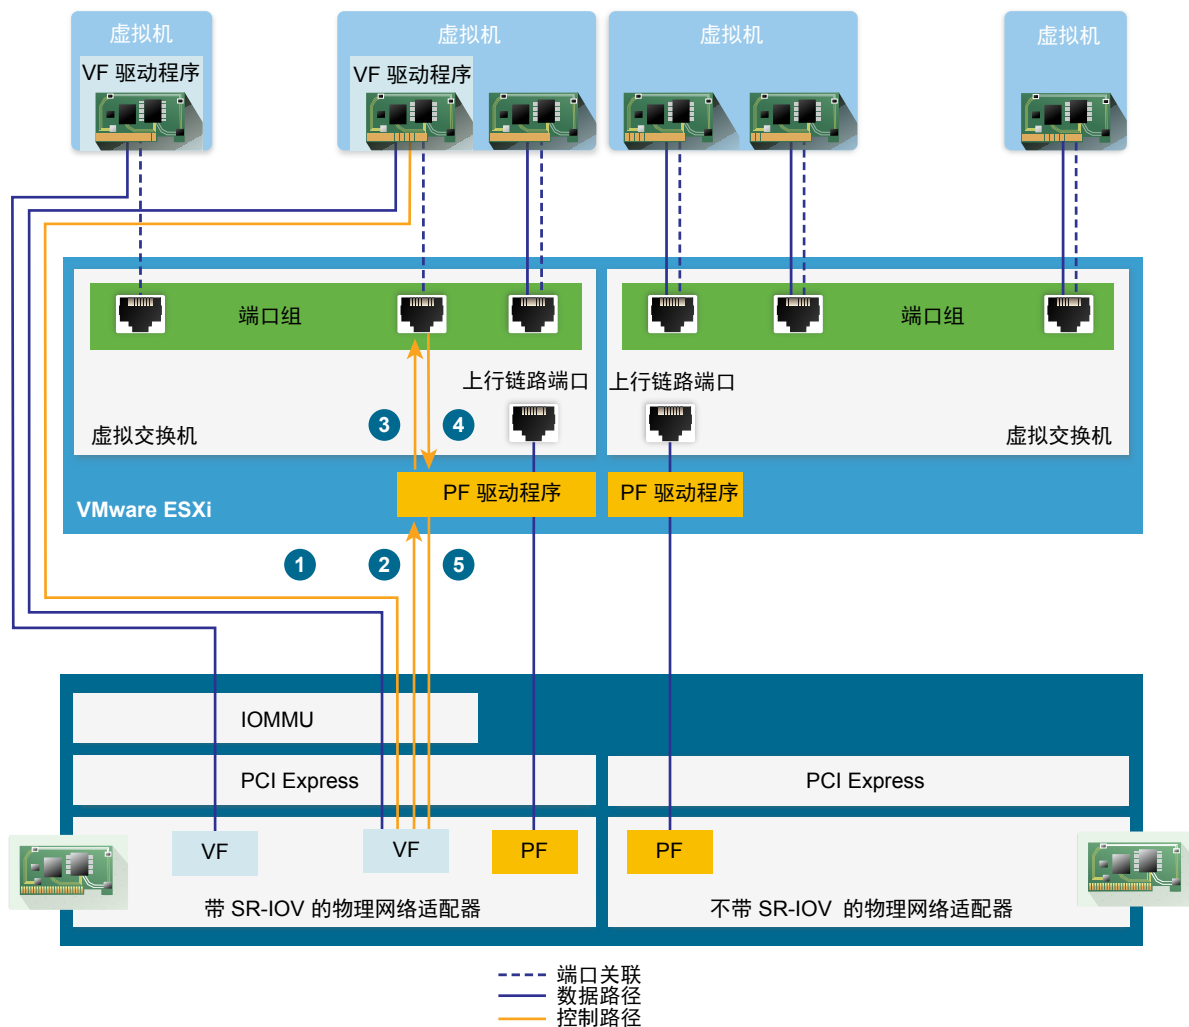 虚拟机
虚拟机
虚拟机
虚拟机
VF 驱动程序
VF 驱动程序
端口组
端口组
上行链路端口
上行链路端口
3
4
虚拟交换机
虚拟交换机
PF 驱动程序
PF 驱动程序
VMware ESXi
1
2
5
IOMMU
PCI Express
PCI Express
VF
VF
PF
PF
带 SR-IOV 的物理网络适配器
不带 SR-IOV 的物理网络适配器
端口关联
数据路径
控制路径